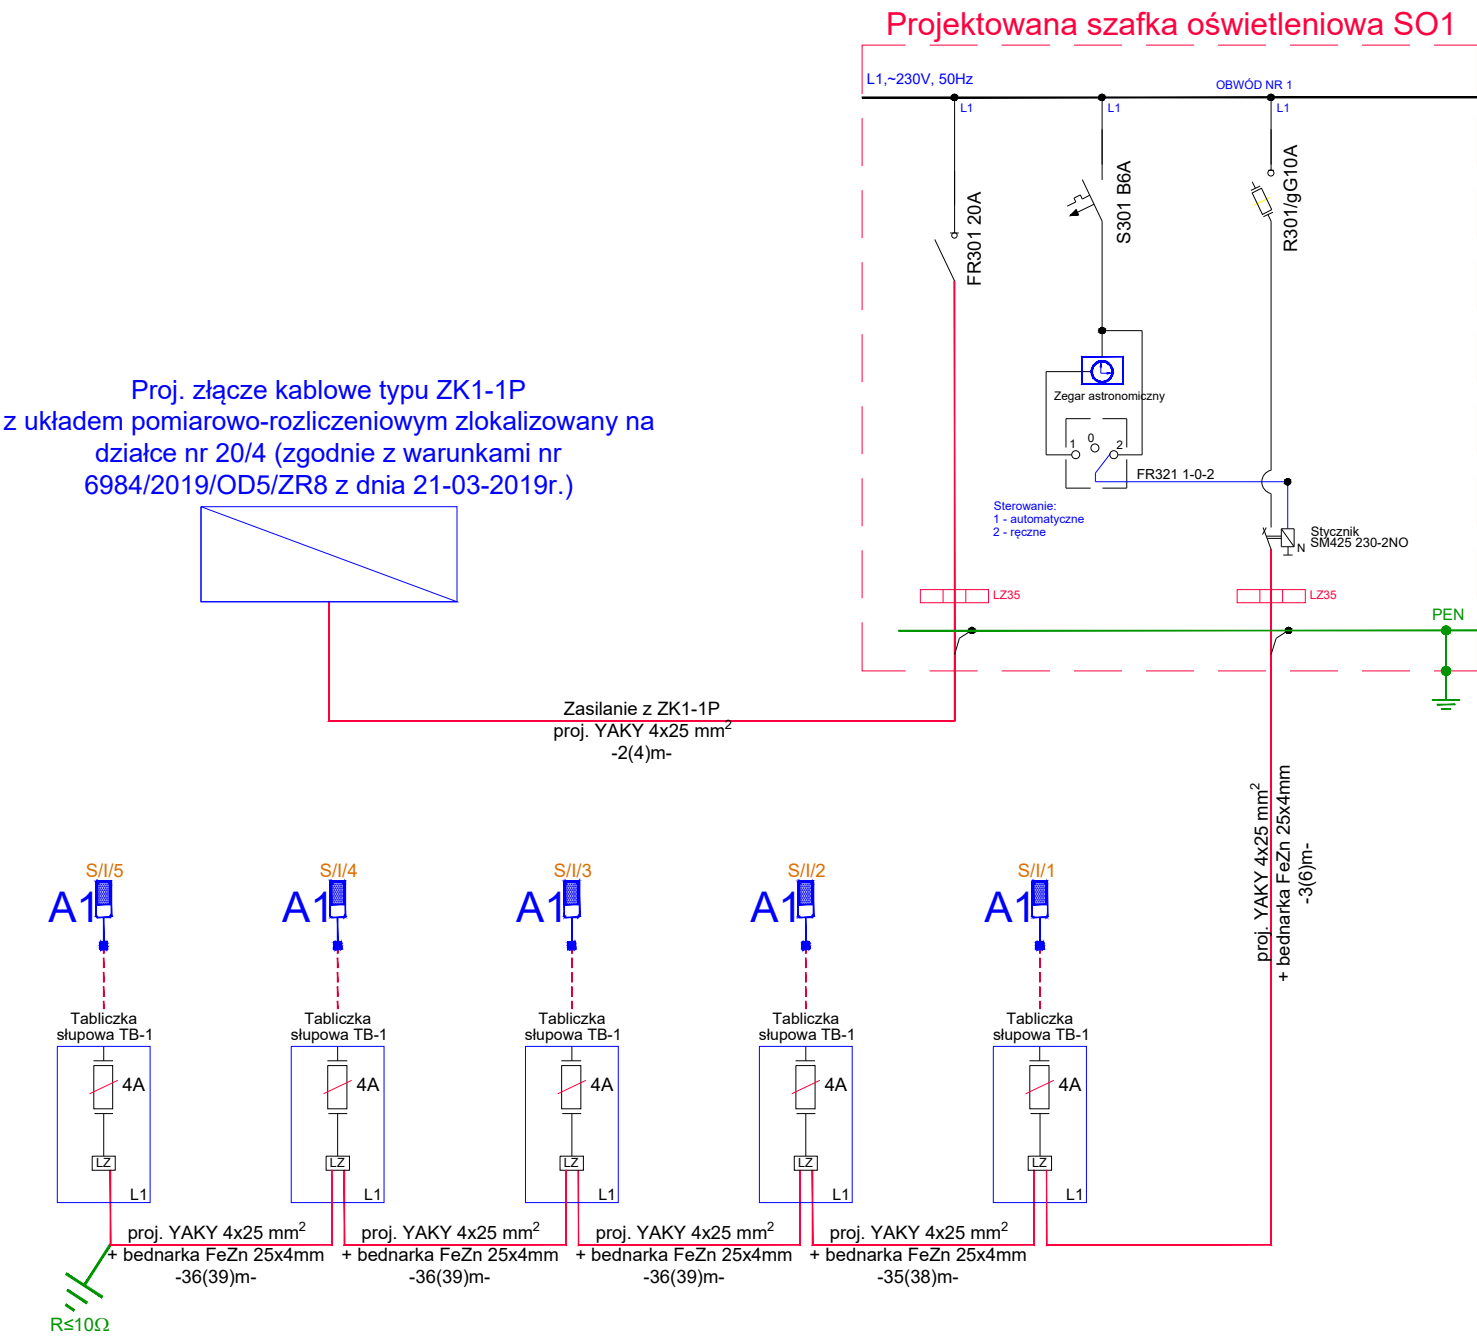 Projektowana szafka oświetleniowa SO1
L1,~230V, 50Hz
OBWÓD NR 1
L1
L1
L1
FR301 20A
S301 B6A
R301/gG10A
Zegar astronomiczny
1
0
2
FR321 1-0-2
Sterowanie:
1 - automatyczne
2 - ręczne
Stycznik
SM425 230-2NO
N
LZ35
LZ35
PEN
Proj. złącze kablowe typu ZK1-1P
z układem pomiarowo-rozliczeniowym zlokalizowany na
działce nr 20/4 (zgodnie z warunkami nr
6984/2019/OD5/ZR8 z dnia 21-03-2019r.)
Zasilanie z ZK1-1P
proj. YAKY 4x25 mm²
-2(4)m-
proj. YAKY 4x25 mm²
+ bednarka FeZn 25x4mm
-3(6)m-
S/I/5
S/I/4
S/I/3
S/I/2
S/I/1
A1
A1
A1
A1
A1
Tabliczka
słupowa TB-1
Tabliczka
słupowa TB-1
Tabliczka
słupowa TB-1
Tabliczka
słupowa TB-1
Tabliczka
słupowa TB-1
4A
4A
4A
4A
4A
LZ
LZ
LZ
LZ
LZ
L1
L1
L1
L1
L1
proj. YAKY 4x25 mm²
+ bednarka FeZn 25x4mm
-36(39)m-
proj. YAKY 4x25 mm²
+ bednarka FeZn 25x4mm
-36(39)m-
proj. YAKY 4x25 mm²
+ bednarka FeZn 25x4mm
-36(39)m-
proj. YAKY 4x25 mm²
+ bednarka FeZn 25x4mm
-35(38)m-
R≤10Ω